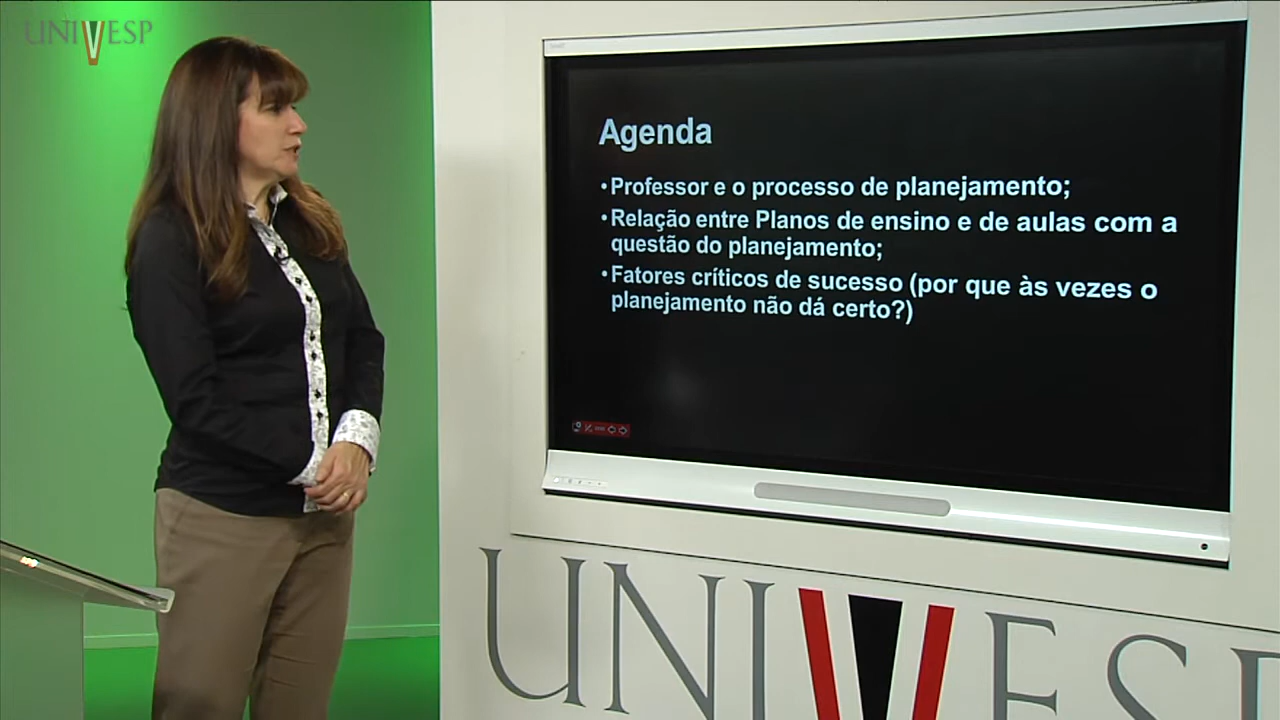 UNIVESP
Agenda
•Professor e o processo de planejamento;
•Relação entre Planos de ensino e de aulas com a
questão do planejamento;
•Fatores críticos de sucesso (por que às vezes o
planejamento não dá certo?)
UNIVESP